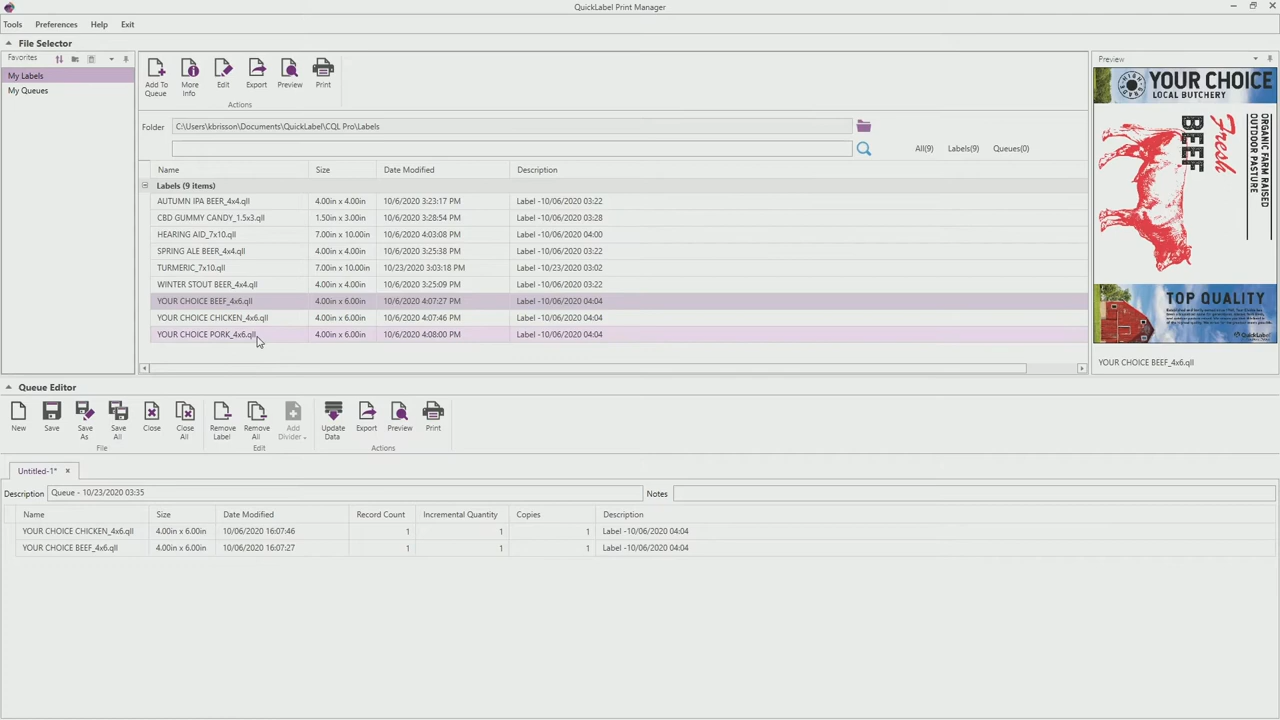 QuickLabel Print Manager
Tools Preferences Help Exit
File Selector
Favorites
My Labels
My Queues
Add To Queue
More Info
Edit
Export
Preview
Print
Actions
Folder C:\Users\kbrisson\Documents\QuickLabel\CQL Pro\Labels
All(9) Labels(9) Queues(0)
Name Size Date Modified Description
Labels (9 items)
AUTUMN IPA BEER_4x4.qll 4.00in x 4.00in 10/6/2020 3:23:17 PM Label -10/06/2020 03:22
CBD GUMMY CANDY_1.5x3.qll 1.50in x 3.00in 10/6/2020 3:28:54 PM Label -10/06/2020 03:28
HEARING AID_7x10.qll 7.00in x 10.00in 10/6/2020 4:03:08 PM Label -10/06/2020 04:00
SPRING ALE BEER_4x4.qll 4.00in x 4.00in 10/6/2020 3:25:38 PM Label -10/06/2020 03:22
TURMERIC_7x10.qll 7.00in x 10.00in 10/23/2020 3:03:18 PM Label -10/23/2020 03:02
WINTER STOUT BEER_4x4.qll 4.00in x 4.00in 10/6/2020 3:25:09 PM Label -10/06/2020 03:22
YOUR CHOICE BEEF_4x6.qll 4.00in x 6.00in 10/6/2020 4:07:27 PM Label -10/06/2020 04:04
YOUR CHOICE CHICKEN_4x6.qll 4.00in x 6.00in 10/6/2020 4:07:46 PM Label -10/06/2020 04:04
YOUR CHOICE PORK_4x6.qll 4.00in x 6.00in 10/6/2020 4:08:00 PM Label -10/06/2020 04:04
Preview
YOUR CHOICE
LOCAL BUTCHERY
Fresh
BEEF
ORGANIC FARM RAISED
OUTDOOR PASTURE
TOP QUALITY
QuickLabel
YOUR CHOICE BEEF_4x6.qll
Queue Editor
New
Save
Save As
Save All
Close
Close All
File
Remove Label
Remove All
Add Divider
Edit
Update Data
Export
Preview
Print
Actions
Untitled-1* ×
Description Queue - 10/23/2020 03:35 Notes
Name Size Date Modified Record Count Incremental Quantity Copies Description
YOUR CHOICE CHICKEN_4x6.qll 4.00in x 6.00in 10/06/2020 16:07:46 1 1 1 Label -10/06/2020 04:04
YOUR CHOICE BEEF_4x6.qll 4.00in x 6.00in 10/06/2020 16:07:27 1 1 1 Label -10/06/2020 04:04